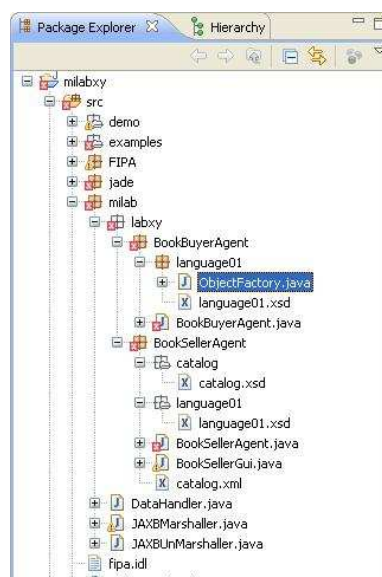 Package Explorer Hierarchy
milabxy
src
demo
examples
FIPA
jade
milab
labxy
BookBuyerAgent
language01
ObjectFactory.java
language01.xsd
BookBuyerAgent.java
BookSellerAgent
catalog
catalog.xsd
language01
language01.xsd
BookSellerAgent.java
BookSellerGui.java
catalog.xml
DataHandler.java
JAXBMarshaller.java
JAXBUnMarshaller.java
fipa.idl